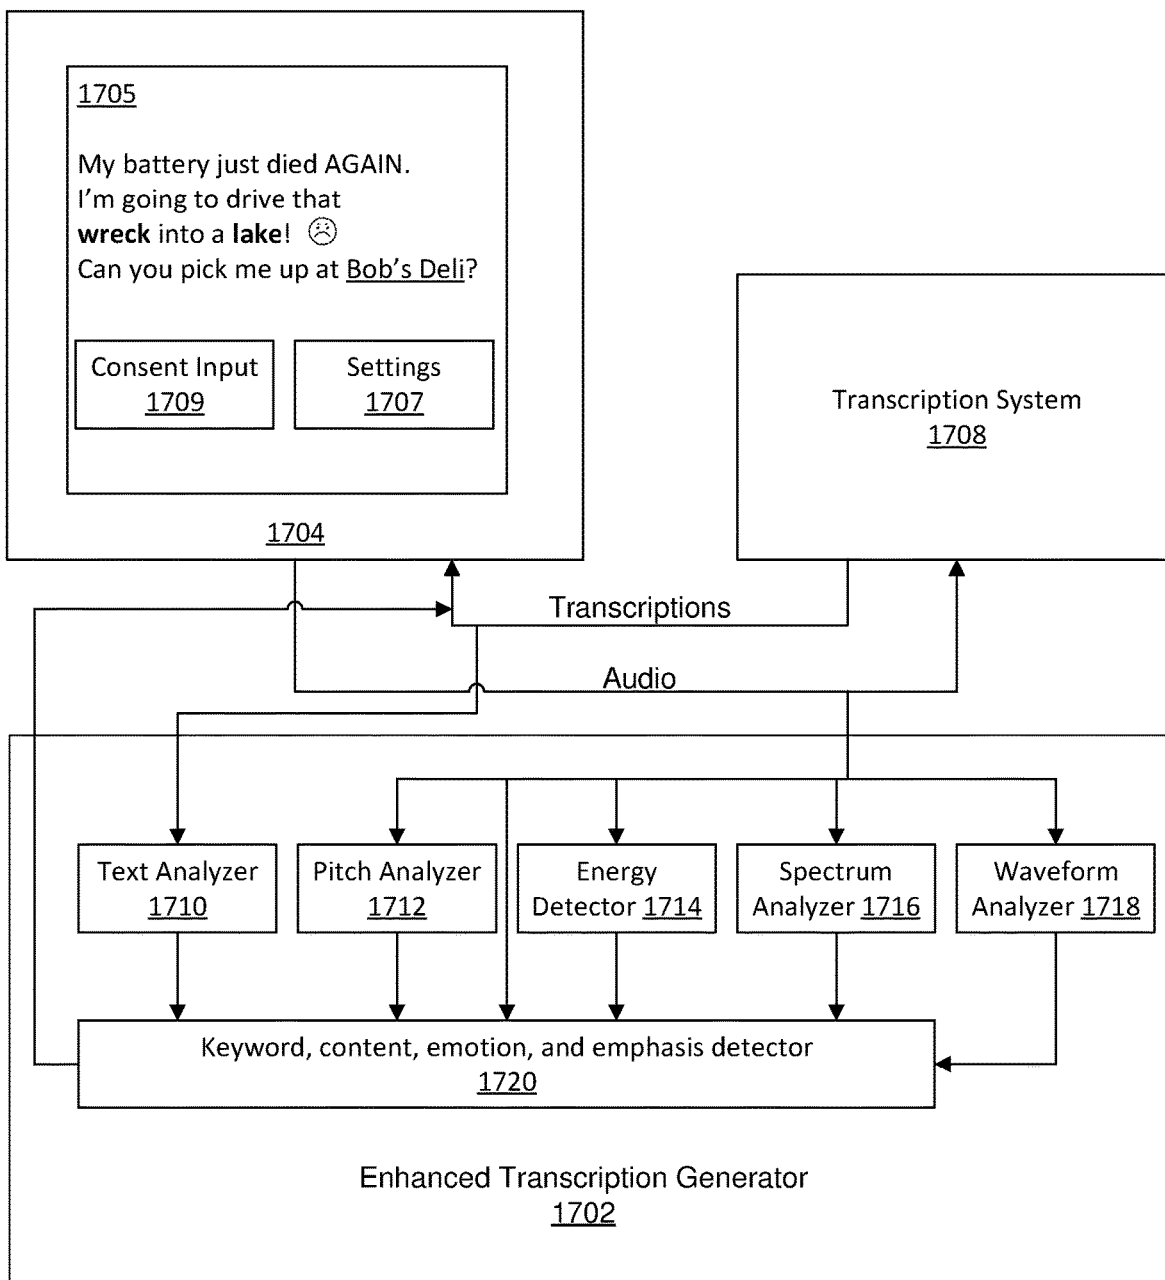 1705
My battery just died AGAIN.
I'm going to drive that
wreck into a lake! ☹
Can you pick me up at Bob's Deli?
Consent Input
1709
Settings
1707
1704
Transcription System
1708
Transcriptions
Audio
Text Analyzer
1710
Pitch Analyzer
1712
Energy
Detector 1714
Spectrum
Analyzer 1716
Waveform
Analyzer 1718
Keyword, content, emotion, and emphasis detector
1720
Enhanced Transcription Generator
1702